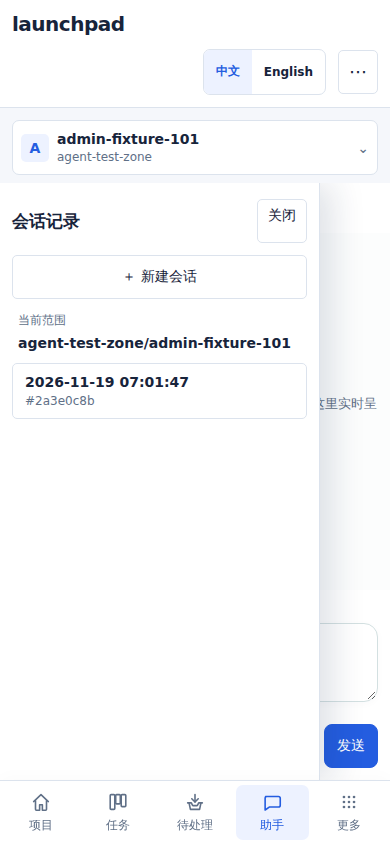 launchpad
中文 English ⋯
A admin-fixture-101
agent-test-zone
会话记录 关闭
+ 新建会话
当前范围
agent-test-zone/admin-fixture-101
2026-11-19 07:01:47
#2a3e0c8b
这里实时呈
发送
项目 任务 待处理 助手 更多